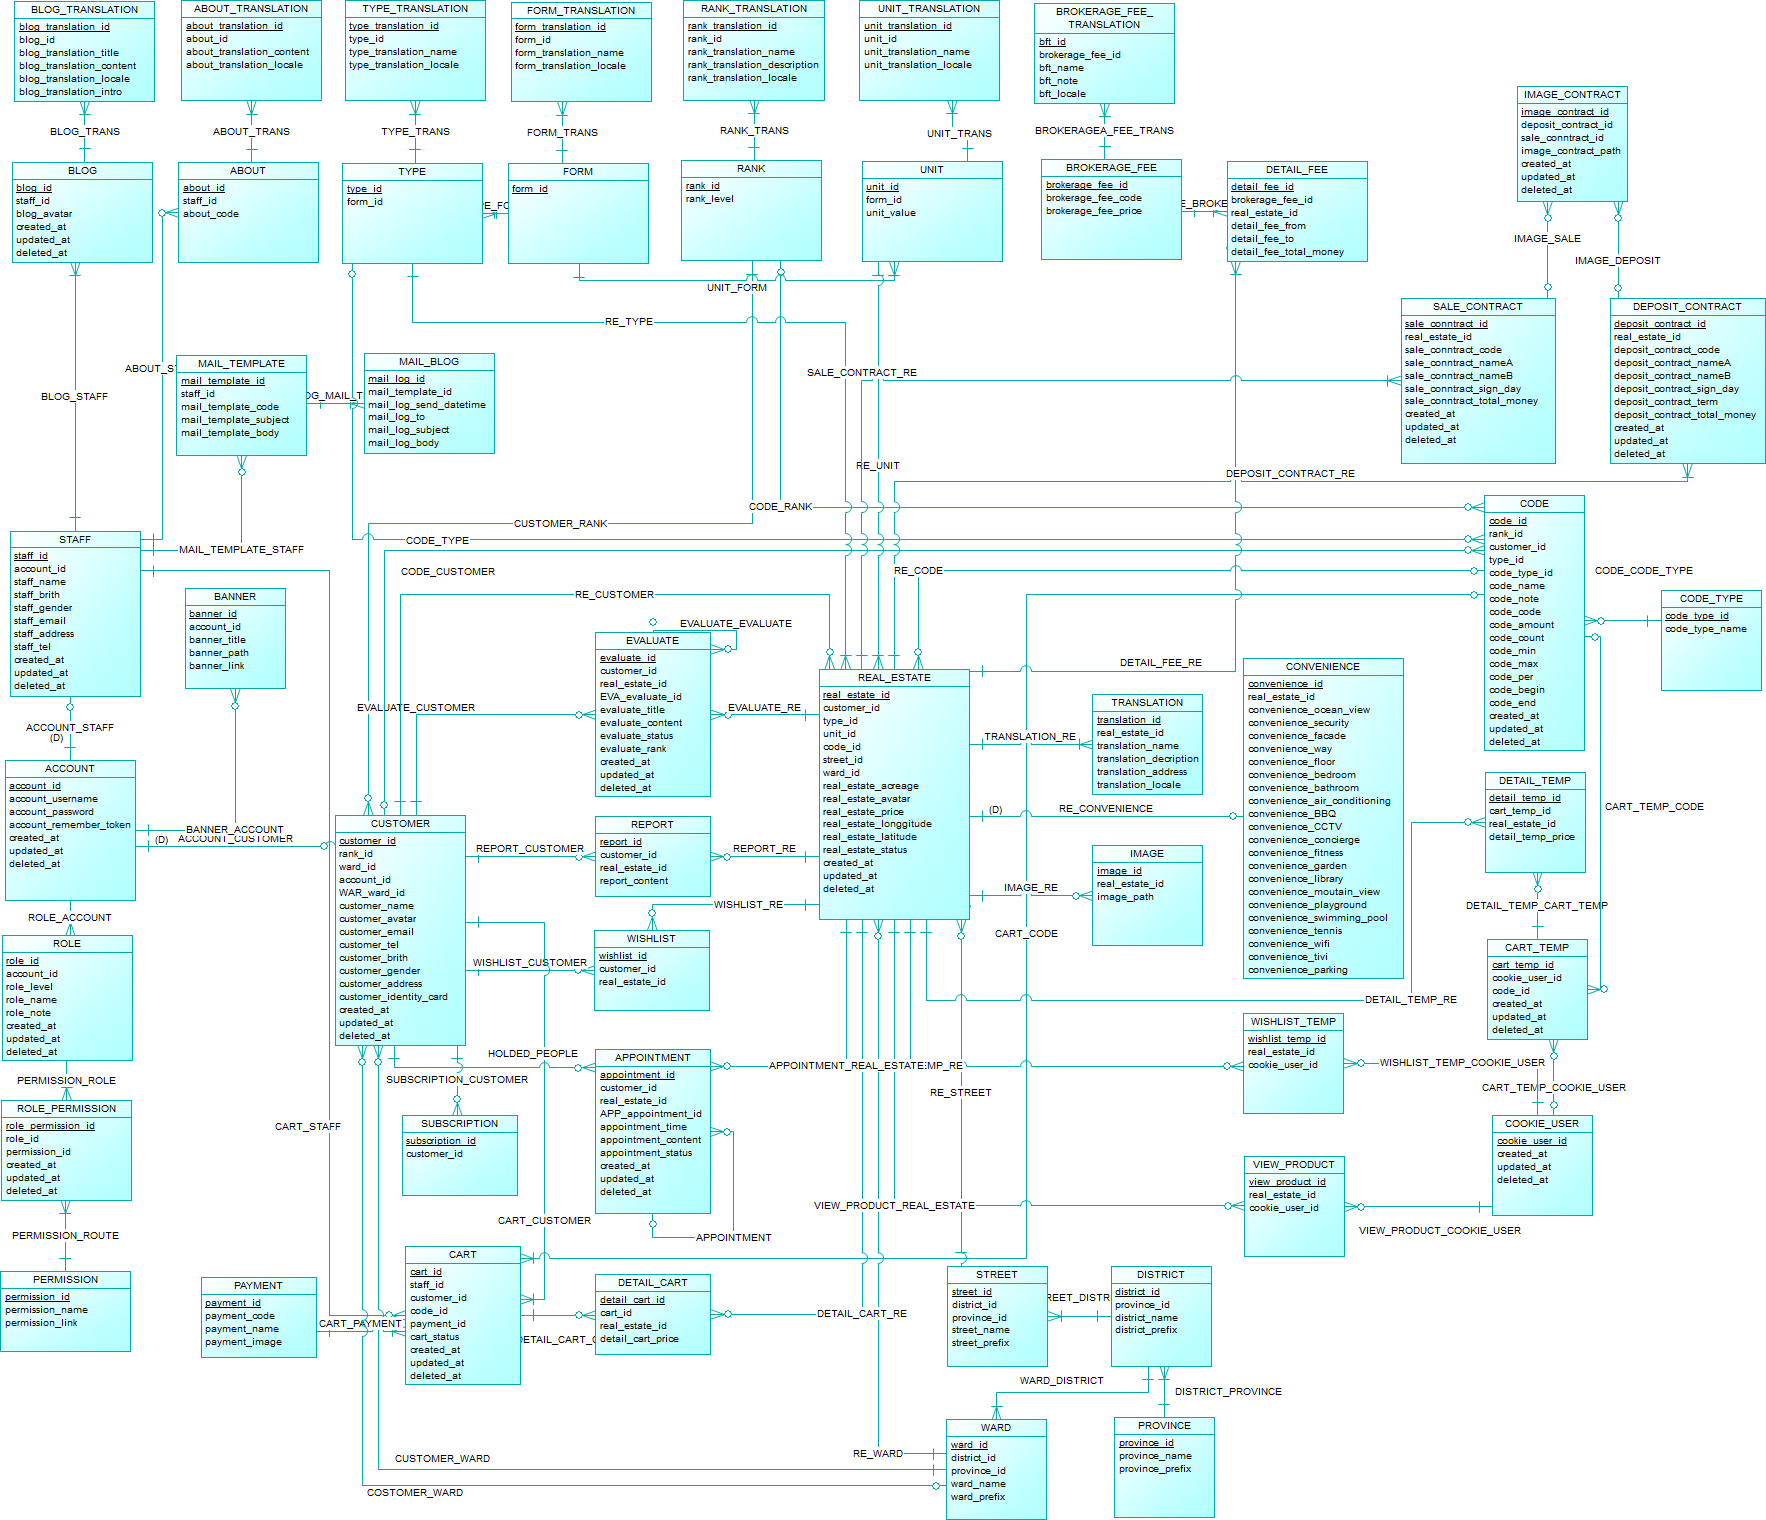 BLOG_TRANSLATION
blog_translation_id
blog_id
blog_translation_title
blog_translation_content
blog_translation_locale
blog_translation_intro
ABOUT_TRANSLATION
about_translation_id
about_id
about_translation_content
about_translation_locale
TYPE_TRANSLATION
type_translation_id
type_id
type_translation_name
type_translation_locale
FORM_TRANSLATION
form_translation_id
form_id
form_translation_name
form_translation_locale
RANK_TRANSLATION
rank_translation_id
rank_id
rank_translation_name
rank_translation_description
rank_translation_locale
UNIT_TRANSLATION
unit_translation_id
unit_id
unit_translation_name
unit_translation_locale
BROKERAGE_FEE_
TRANSLATION
bft_id
brokerage_fee_id
bft_name
bft_note
bft_locale
IMAGE_CONTRACT
image_contract_id
deposit_contract_id
sale_conntract_id
image_contract_path
created_at
updated_at
deleted_at
BLOG_TRANS
ABOUT_TRANS
TYPE_TRANS
FORM_TRANS
RANK_TRANS
UNIT_TRANS
BROKERAGEA_FEE_TRANS
BLOG
blog_id
staff_id
blog_avatar
created_at
updated_at
deleted_at
ABOUT
about_id
staff_id
about_code
TYPE
type_id
form_id
FORM
form_id
RANK
rank_id
rank_level
UNIT
unit_id
form_id
unit_value
BROKERAGE_FEE
brokerage_fee_id
brokerage_fee_code
brokerage_fee_price
E_BROKE
DETAIL_FEE
detail_fee_id
brokerage_fee_id
real_estate_id
detail_fee_from
detail_fee_to
detail_fee_total_money
IMAGE_SALE
IMAGE_DEPOSIT
UNIT_FORM
RE_TYPE
SALE_CONTRACT
sale_conntract_id
real_estate_id
sale_conntract_code
sale_conntract_nameA
sale_conntract_nameB
sale_conntract_sign_day
sale_conntract_total_money
created_at
updated_at
deleted_at
DEPOSIT_CONTRACT
deposit_contract_id
real_estate_id
deposit_contract_code
deposit_contract_nameA
deposit_contract_nameB
deposit_contract_sign_day
deposit_contract_term
deposit_contract_total_money
created_at
updated_at
deleted_at
ABOUT_S
BLOG_STAFF
MAIL_TEMPLATE
mail_template_id
staff_id
mail_template_code
mail_template_subject
mail_template_body
OG_MAIL_T
MAIL_BLOG
mail_log_id
mail_template_id
mail_log_send_datetime
mail_log_to
mail_log_subject
mail_log_body
SALE_CONTRACT_RE
RE_UNIT
DEPOSIT_CONTRACT_RE
CODE_RANK
CUSTOMER_RANK
CODE_TYPE
MAIL_TEMPLATE_STAFF
CODE_CUSTOMER
RE_CODE
RE_CUSTOMER
CODE
code_id
rank_id
customer_id
type_id
code_type_id
code_name
code_note
code_code
code_amount
code_count
code_min
code_max
code_per
code_begin
code_end
created_at
updated_at
deleted_at
CODE_CODE_TYPE
CODE_TYPE
code_type_id
code_type_name
STAFF
staff_id
account_id
staff_name
staff_brith
staff_gender
staff_email
staff_address
staff_tel
created_at
updated_at
deleted_at
BANNER
banner_id
account_id
banner_title
banner_path
banner_link
EVALUATE_EVALUATE
EVALUATE
evaluate_id
customer_id
real_estate_id
EVA_evaluate_id
evaluate_title
evaluate_content
evaluate_status
evaluate_rank
created_at
updated_at
deleted_at
EVALUATE_CUSTOMER
EVALUATE_RE
REAL_ESTATE
real_estate_id
customer_id
type_id
unit_id
code_id
street_id
ward_id
real_estate_acreage
real_estate_avatar
real_estate_price
real_estate_longgitude
real_estate_latitude
real_estate_status
created_at
updated_at
deleted_at
DETAIL_FEE_RE
TRANSLATION
translation_id
real_estate_id
translation_name
translation_decription
translation_address
translation_locale
TRANSLATION_RE
(D)
RE_CONVENIENCE
CONVENIENCE
convenience_id
real_estate_id
convenience_ocean_view
convenience_security
convenience_facade
convenience_way
convenience_floor
convenience_bedroom
convenience_bathroom
convenience_air_conditioning
convenience_BBQ
convenience_CCTV
convenience_concierge
convenience_fitness
convenience_garden
convenience_library
convenience_moutain_view
convenience_playground
convenience_swimming_pool
convenience_tennis
convenience_wifi
convenience_tivi
convenience_parking
ACCOUNT_STAFF
(D)
ACCOUNT
account_id
account_username
account_password
account_remember_token
created_at
updated_at
deleted_at
BANNER_ACCOUNT
(D)
ACCOUNT_CUSTOMER
CUSTOMER
customer_id
rank_id
ward_id
account_id
WAR_ward_id
customer_name
customer_avatar
customer_email
customer_tel
customer_brith
customer_gender
customer_address
customer_identity_card
created_at
updated_at
deleted_at
REPORT_CUSTOMER
REPORT
report_id
customer_id
real_estate_id
report_content
REPORT_RE
IMAGE
image_id
real_estate_id
image_path
IMAGE_RE
DETAIL_TEMP
detail_temp_id
cart_temp_id
real_estate_id
detail_temp_price
CART_TEMP_CODE
DETAIL_TEMP_CART_TEMP
ROLE_ACCOUNT
WISHLIST_RE
CART_CODE
WISHLIST
wishlist_id
customer_id
real_estate_id
WISHLIST_CUSTOMER
ROLE
role_id
account_id
role_level
role_name
role_note
created_at
updated_at
deleted_at
CART_TEMP
cart_temp_id
cookie_user_id
code_id
created_at
updated_at
deleted_at
DETAIL_TEMP_RE
WISHLIST_TEMP
wishlist_temp_id
real_estate_id
cookie_user_id
WISHLIST_TEMP_COOKIE_USER
CART_TEMP_COOKIE_USER
HOLDED_PEOPLE
APPOINTMENT
appointment_id
customer_id
real_estate_id
APP_appointment_id
appointment_time
appointment_content
appointment_status
created_at
updated_at
deleted_at
APPOINTMENT_REAL_ESTATE
MP_RE
RE_STREET
PERMISSION_ROLE
SUBSCRIPTION_CUSTOMER
SUBSCRIPTION
subscription_id
customer_id
ROLE_PERMISSION
role_permission_id
role_id
permission_id
created_at
updated_at
deleted_at
CART_STAFF
COOKIE_USER
cookie_user_id
created_at
updated_at
deleted_at
VIEW_PRODUCT
view_product_id
real_estate_id
cookie_user_id
VIEW_PRODUCT_REAL_ESTATE
VIEW_PRODUCT_COOKIE_USER
CART_CUSTOMER
APPOINTMENT
PERMISSION_ROUTE
PERMISSION
permission_id
permission_name
permission_link
PAYMENT
payment_id
payment_code
payment_name
payment_image
CART_PAYMENT
CART
cart_id
staff_id
customer_id
code_id
payment_id
cart_status
created_at
updated_at
deleted_at
DETAIL_CART
detail_cart_id
cart_id
real_estate_id
detail_cart_price
DETAIL_CART_RE
STREET
street_id
district_id
province_id
street_name
street_prefix
REET_DISTR
DISTRICT
district_id
province_id
district_name
district_prefix
WARD_DISTRICT
DISTRICT_PROVINCE
WARD
ward_id
district_id
province_id
ward_name
ward_prefix
PROVINCE
province_id
province_name
province_prefix
RE_WARD
CUSTOMER_WARD
COSTOMER_WARD